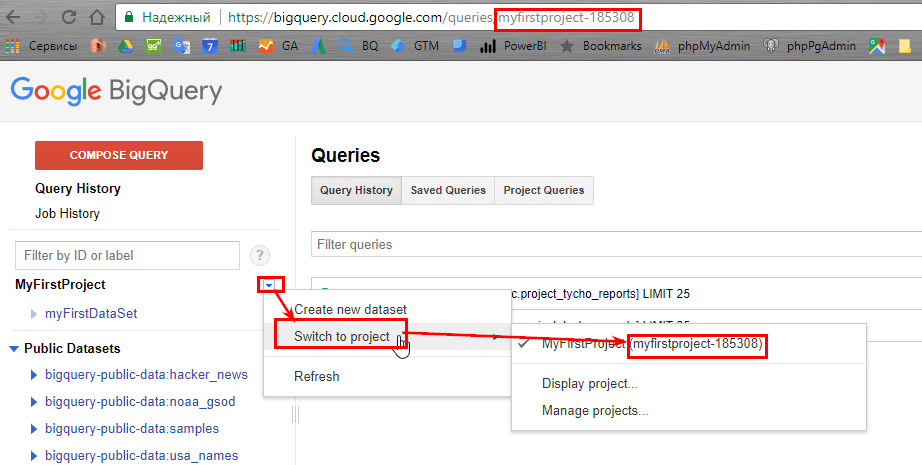 Надежный https://bigquery.cloud.google.com/queries/myfirstproject-185308
Сервисы 99° 7 GA BQ GTM PowerBI Bookmarks phpMyAdmin phpPgAdmin
Google BigQuery
COMPOSE QUERY
Query History
Job History
Filter by ID or label ?
MyFirstProject
myFirstDataSet
Public Datasets
bigquery-public-data:hacker_news
bigquery-public-data:noaa_gsod
bigquery-public-data:samples
bigquery-public-data:usa_names
Queries
Query History Saved Queries Project Queries
Filter queries
c.project_tycho_reports] LIMIT 25
Create new dataset
Switch to project
Refresh
MyFirstProject (myfirstproject-185308)
Display project...
Manage projects...